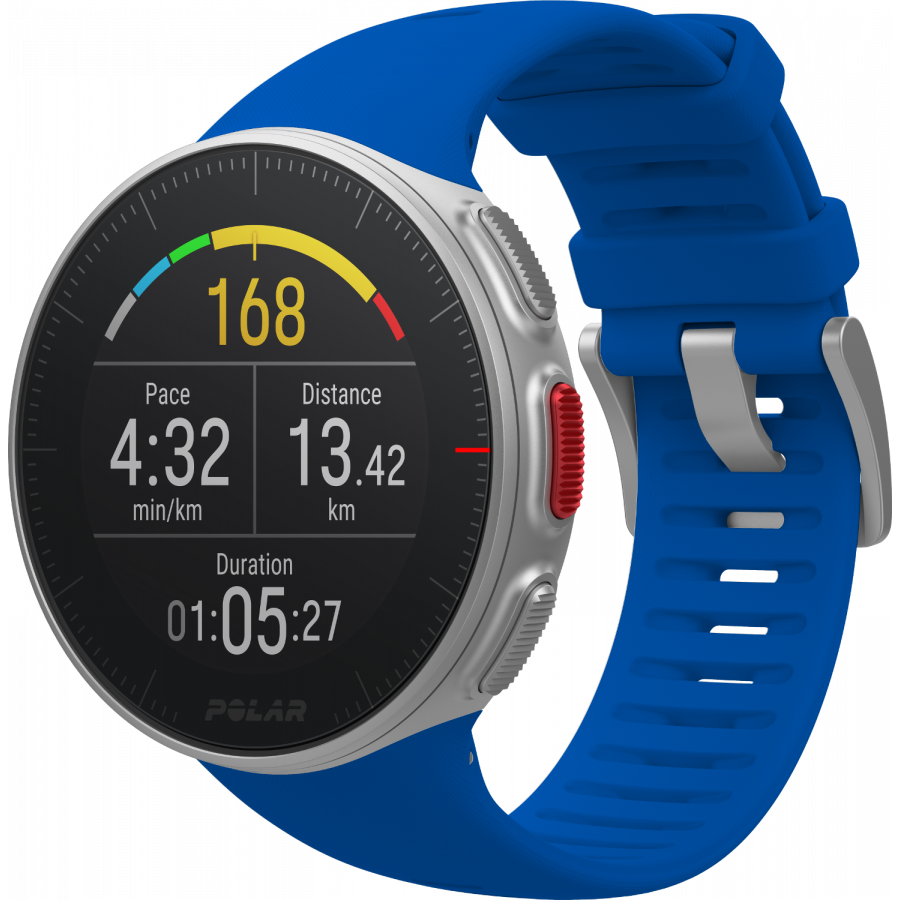 168
Pace
Distance
4:32
13.42
min/km
km
Duration
01:05:27
POLAR